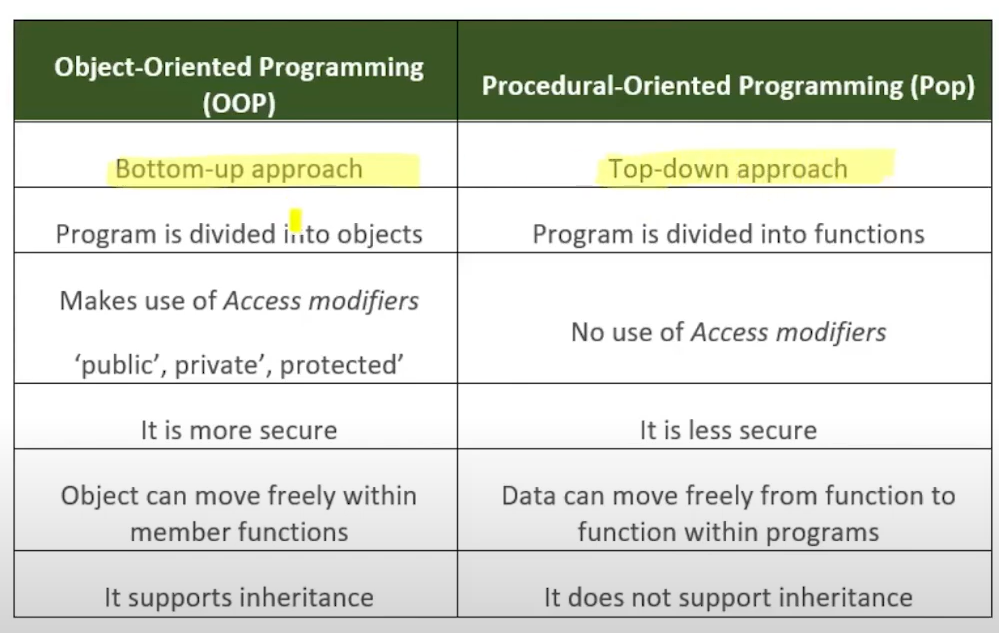 Object-Oriented Programming
(OOP)
Procedural-Oriented Programming (Pop)
Bottom-up approach
Top-down approach
Program is divided into objects
Program is divided into functions
Makes use of Access modifiers
‘public’, private’, protected’
No use of Access modifiers
It is more secure
It is less secure
Object can move freely within
member functions
Data can move freely from function to
function within programs
It supports inheritance
It does not support inheritance